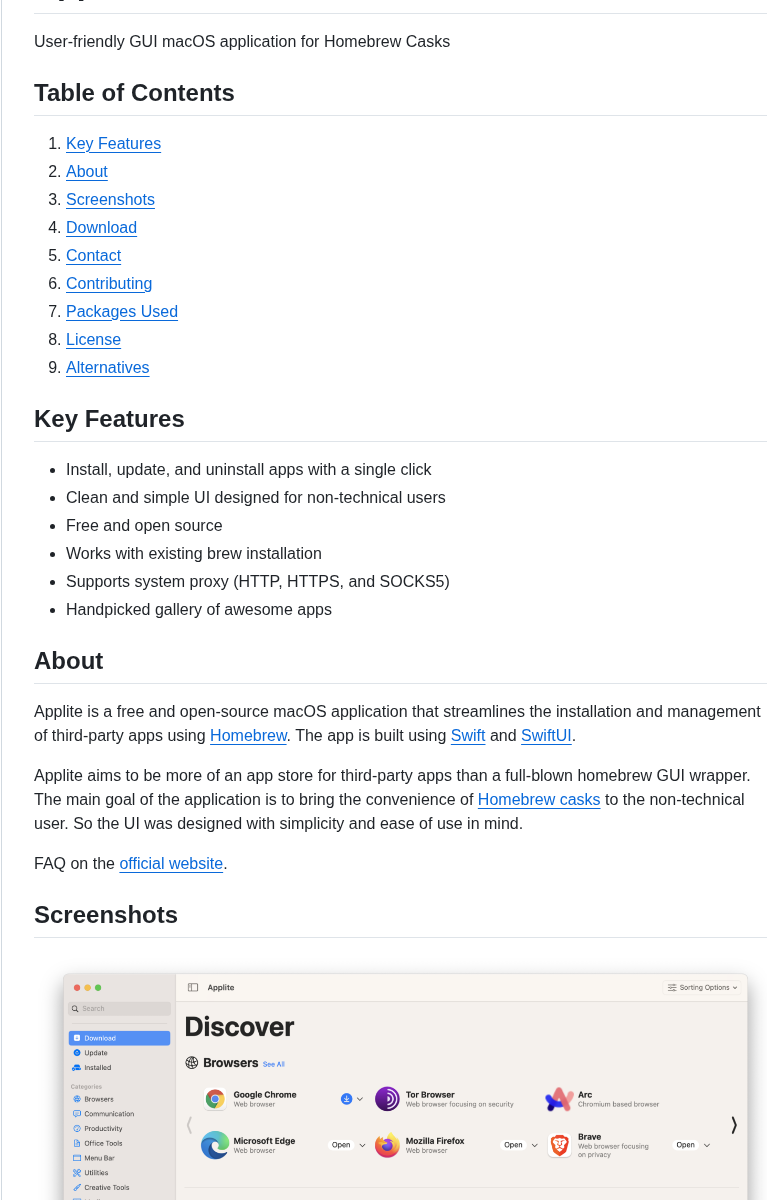 User-friendly GUI macOS application for Homebrew Casks
Table of Contents
1. Key Features
2. About
3. Screenshots
4. Download
5. Contact
6. Contributing
7. Packages Used
8. License
9. Alternatives
Key Features
Install, update, and uninstall apps with a single click
Clean and simple UI designed for non-technical users
Free and open source
Works with existing brew installation
Supports system proxy (HTTP, HTTPS, and SOCKS5)
Handpicked gallery of awesome apps
About
Applite is a free and open-source macOS application that streamlines the installation and management
of third-party apps using Homebrew. The app is built using Swift and SwiftUI.
Applite aims to be more of an app store for third-party apps than a full-blown homebrew GUI wrapper.
The main goal of the application is to bring the convenience of Homebrew casks to the non-technical
user. So the UI was designed with simplicity and ease of use in mind.
FAQ on the official website.
Screenshots
Search
Download
Update
Installed
Categories
Browsers
Communication
Productivity
Office Tools
Menu Bar
Utilities
Creative Tools
Applite
Sorting Options
Discover
Browsers See All
Google Chrome
Web browser
Tor Browser
Web browser focusing on security
Arc
Chromium based browser
Microsoft Edge
Web browser
Open
Mozilla Firefox
Web browser
Open
Brave
Web browser focusing
on privacy
Open